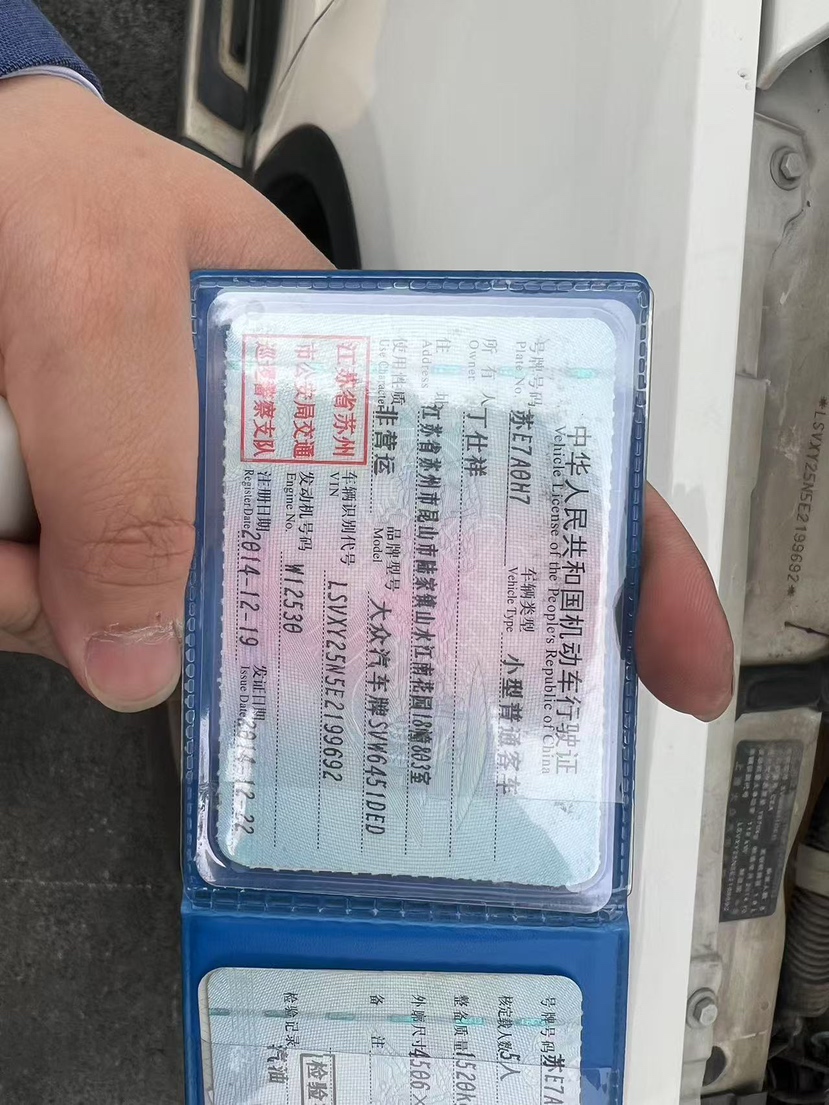 中华人民共和国机动车行驶证
Vehicle License of the People's Republic of China
号牌号码 苏E7A0H7 车辆类型 小型普通客车
Plate No. Vehicle Type
所有人 丁仕祥
Owner
住址 江苏省苏州市昆山市陆家镇山水江南花园18幢803室
Address
使用性质 非营运 品牌型号 大众汽车牌SVW6451DED
Use Character Model
江苏省苏州
市公安局交通
巡逻警察支队
车辆识别代号 LSVXY25N5E2199692
VIN
发动机号码 W12530
Engine No.
注册日期 2014-12-19 发证日期 2014-12-22
Register Date Issue Date
号牌号码 苏E7A
核定载人数 5人
整备质量 1520k
外廓尺寸 4506×
备注
检验记录 汽油
检验
*LSVXY25N5E2199692*